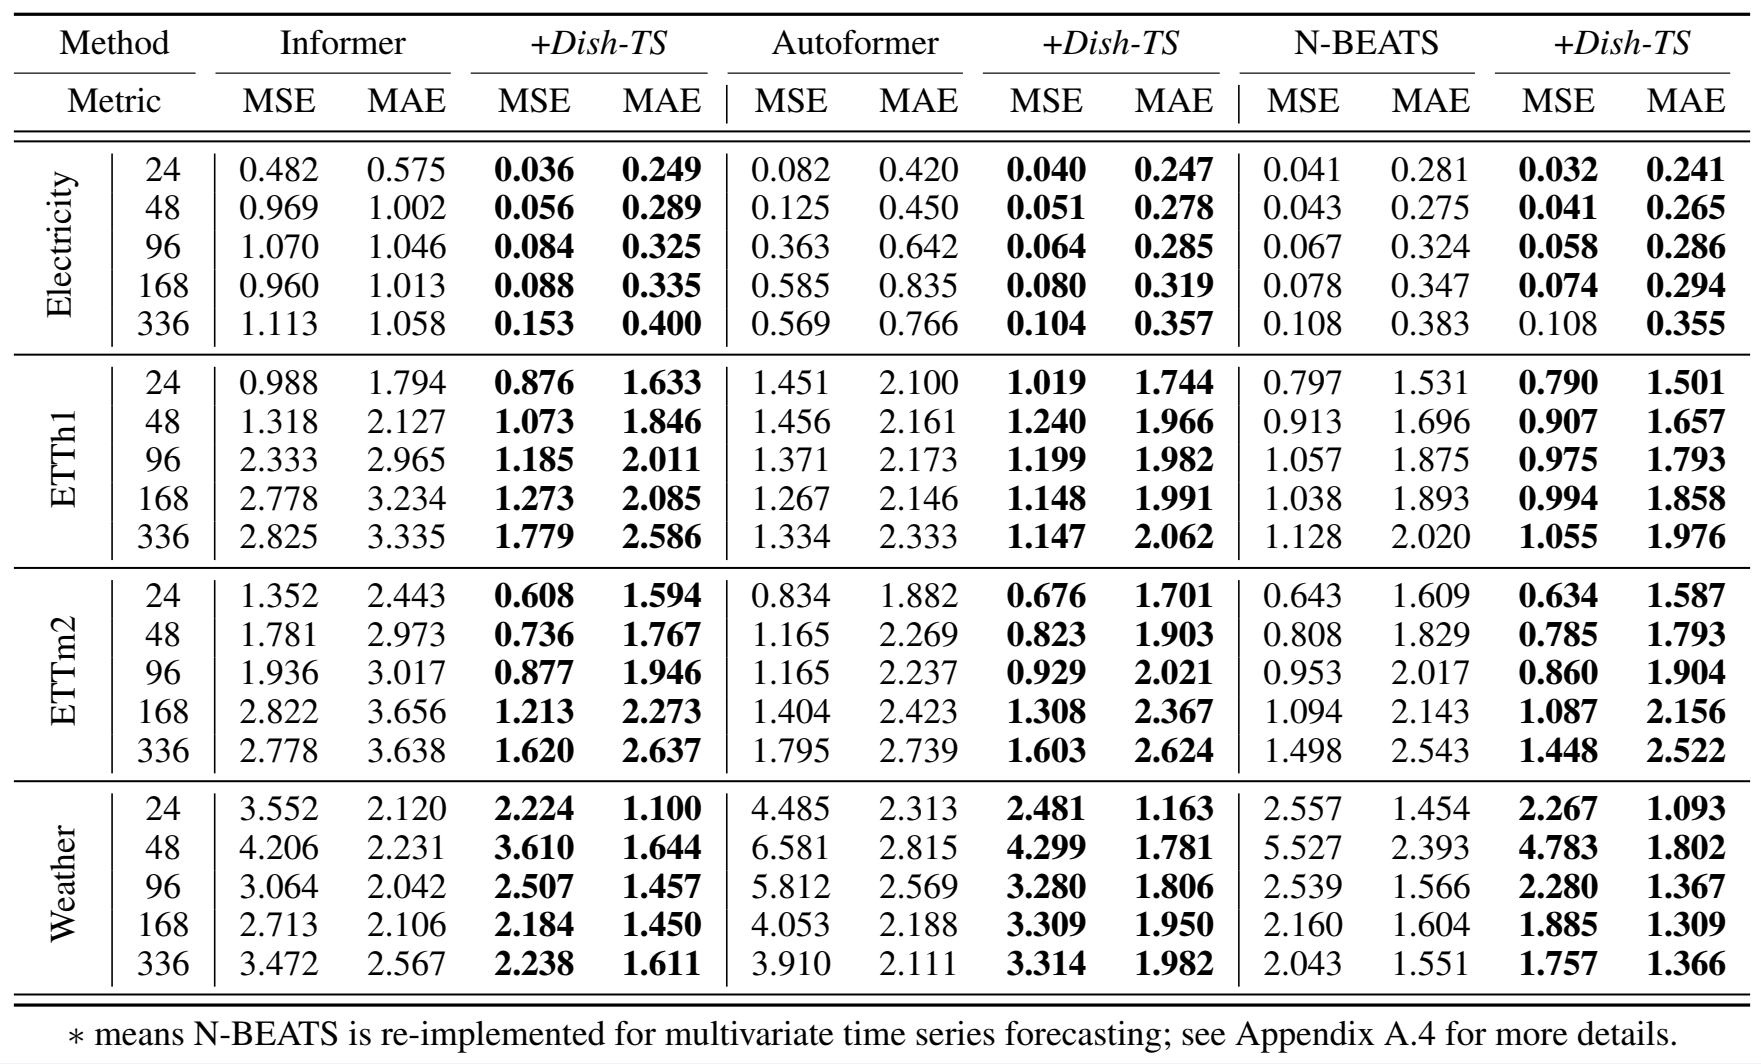 Method Informer +Dish-TS Autoformer +Dish-TS N-BEATS +Dish-TS
Metric MSE MAE MSE MAE MSE MAE MSE MAE MSE MAE MSE MAE
Electricity
24 0.482 0.575 0.036 0.249 0.082 0.420 0.040 0.247 0.041 0.281 0.032 0.241
48 0.969 1.002 0.056 0.289 0.125 0.450 0.051 0.278 0.043 0.275 0.041 0.265
96 1.070 1.046 0.084 0.325 0.363 0.642 0.064 0.285 0.067 0.324 0.058 0.286
168 0.960 1.013 0.088 0.335 0.585 0.835 0.080 0.319 0.078 0.347 0.074 0.294
336 1.113 1.058 0.153 0.400 0.569 0.766 0.104 0.357 0.108 0.383 0.108 0.355
ETTh1
24 0.988 1.794 0.876 1.633 1.451 2.100 1.019 1.744 0.797 1.531 0.790 1.501
48 1.318 2.127 1.073 1.846 1.456 2.161 1.240 1.966 0.913 1.696 0.907 1.657
96 2.333 2.965 1.185 2.011 1.371 2.173 1.199 1.982 1.057 1.875 0.975 1.793
168 2.778 3.234 1.273 2.085 1.267 2.146 1.148 1.991 1.038 1.893 0.994 1.858
336 2.825 3.335 1.779 2.586 1.334 2.333 1.147 2.062 1.128 2.020 1.055 1.976
ETTm2
24 1.352 2.443 0.608 1.594 0.834 1.882 0.676 1.701 0.643 1.609 0.634 1.587
48 1.781 2.973 0.736 1.767 1.165 2.269 0.823 1.903 0.808 1.829 0.785 1.793
96 1.936 3.017 0.877 1.946 1.165 2.237 0.929 2.021 0.953 2.017 0.860 1.904
168 2.822 3.656 1.213 2.273 1.404 2.423 1.308 2.367 1.094 2.143 1.087 2.156
336 2.778 3.638 1.620 2.637 1.795 2.739 1.603 2.624 1.498 2.543 1.448 2.522
Weather
24 3.552 2.120 2.224 1.100 4.485 2.313 2.481 1.163 2.557 1.454 2.267 1.093
48 4.206 2.231 3.610 1.644 6.581 2.815 4.299 1.781 5.527 2.393 4.783 1.802
96 3.064 2.042 2.507 1.457 5.812 2.569 3.280 1.806 2.539 1.566 2.280 1.367
168 2.713 2.106 2.184 1.450 4.053 2.188 3.309 1.950 2.160 1.604 1.885 1.309
336 3.472 2.567 2.238 1.611 3.910 2.111 3.314 1.982 2.043 1.551 1.757 1.366
∗ means N-BEATS is re-implemented for multivariate time series forecasting; see Appendix A.4 for more details.